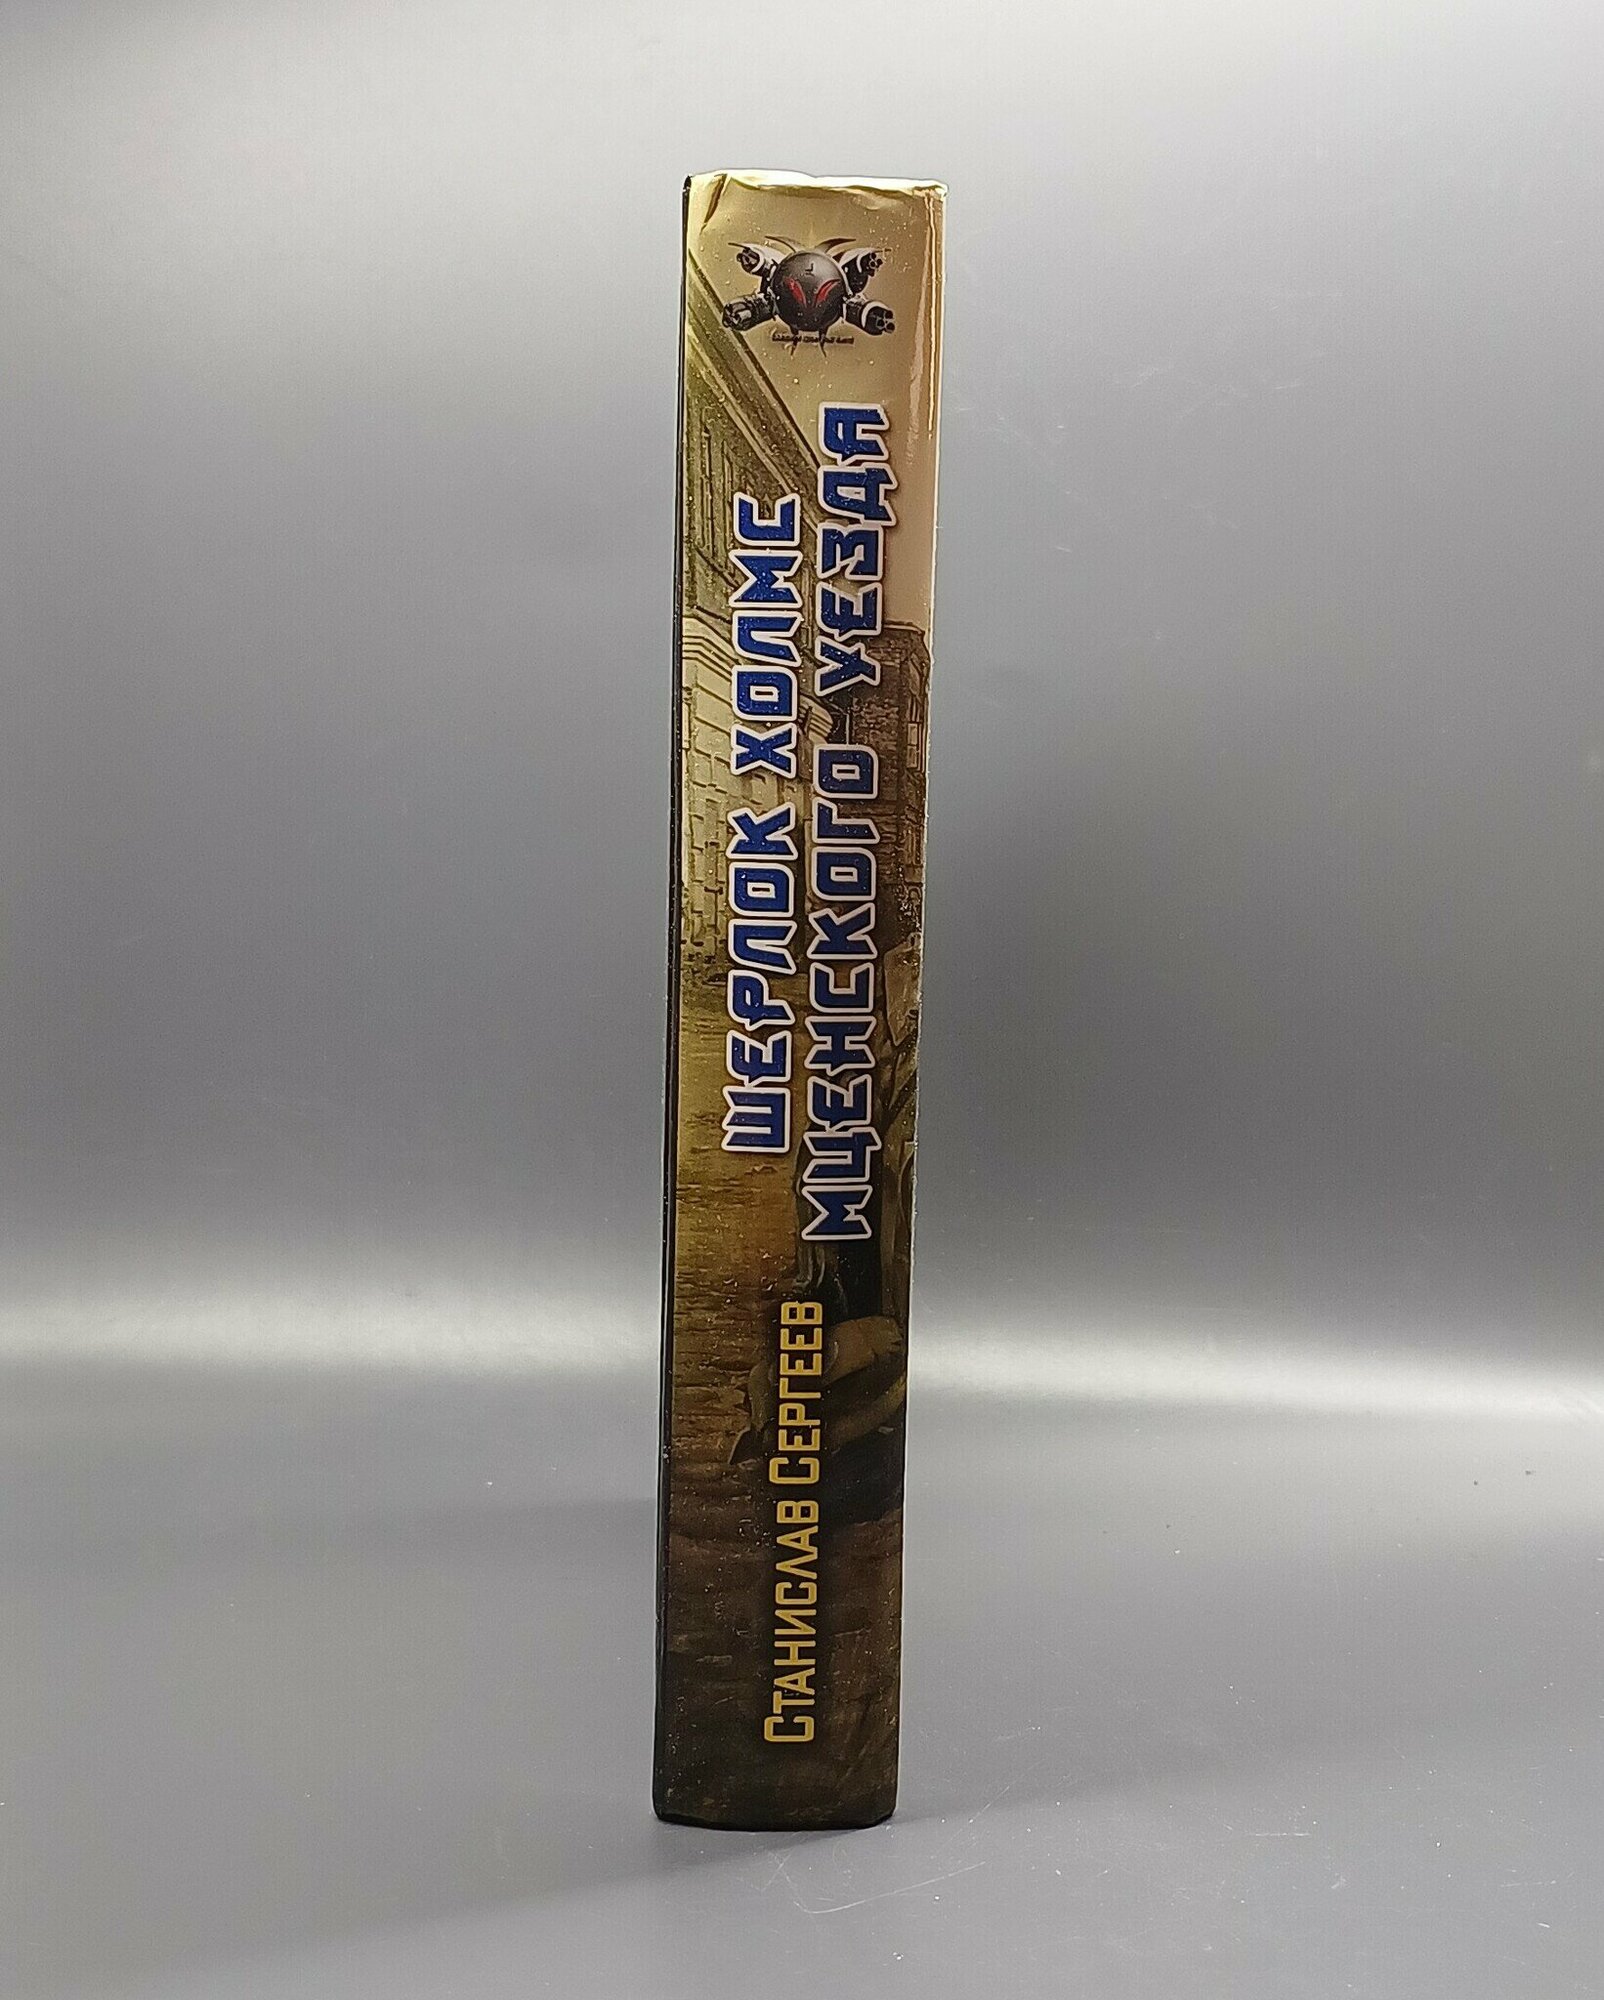 СТАНИСЛАВ СЕРГЕЕВ
ШЕРЛОК ХОЛМС
МЦЕНСКОГО УЕЗДА